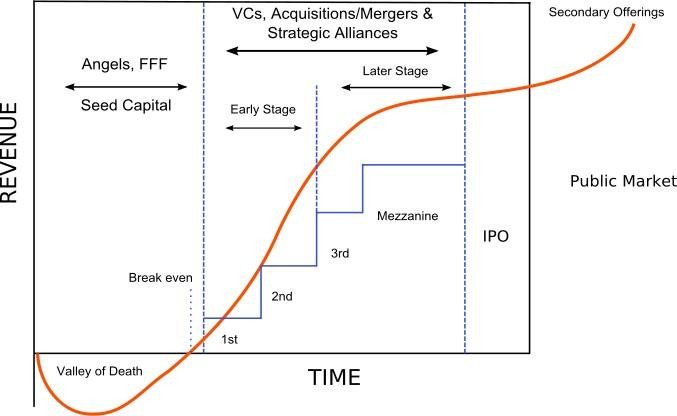 VCs, Acquisitions/Mergers &
Strategic Alliances
Secondary Offerings
Angels, FFF
Seed Capital
Later Stage
Early Stage
REVENUE
Public Market
Mezzanine
IPO
3rd
Break even
2nd
1st
Valley of Death
TIME